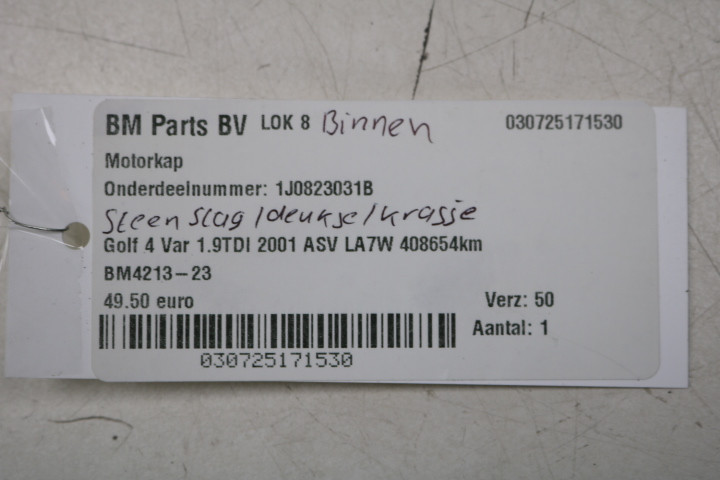 BM Parts BV LOK 8 Binnen 030725171530
Motorkap
Onderdeelnummer: 1J0823031B
Steen slag / deukje / krasje
Golf 4 Var 1.9TDI 2001 ASV LA7W 408654km
BM4213-23
49.50 euro Verz: 50
Aantal: 1
030725171530